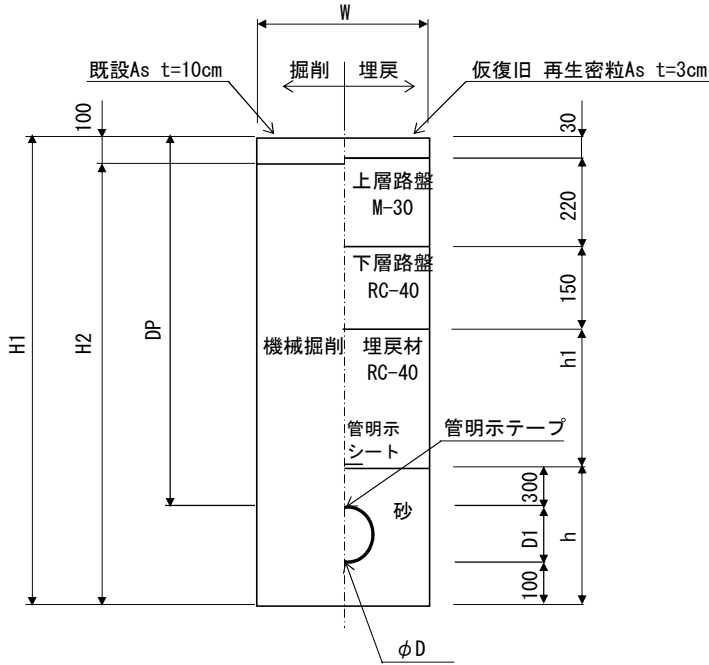 W
既設As t=10cm
掘削
埋戻
仮復旧 再生密粒As t=3cm
100
30
上層路盤
M-30
220
下層路盤
RC-40
150
H1
H2
DP
機械掘削
埋戻材
RC-40
h1
管明示
シート
管明示テープ
300
砂
D1
h
100
φD